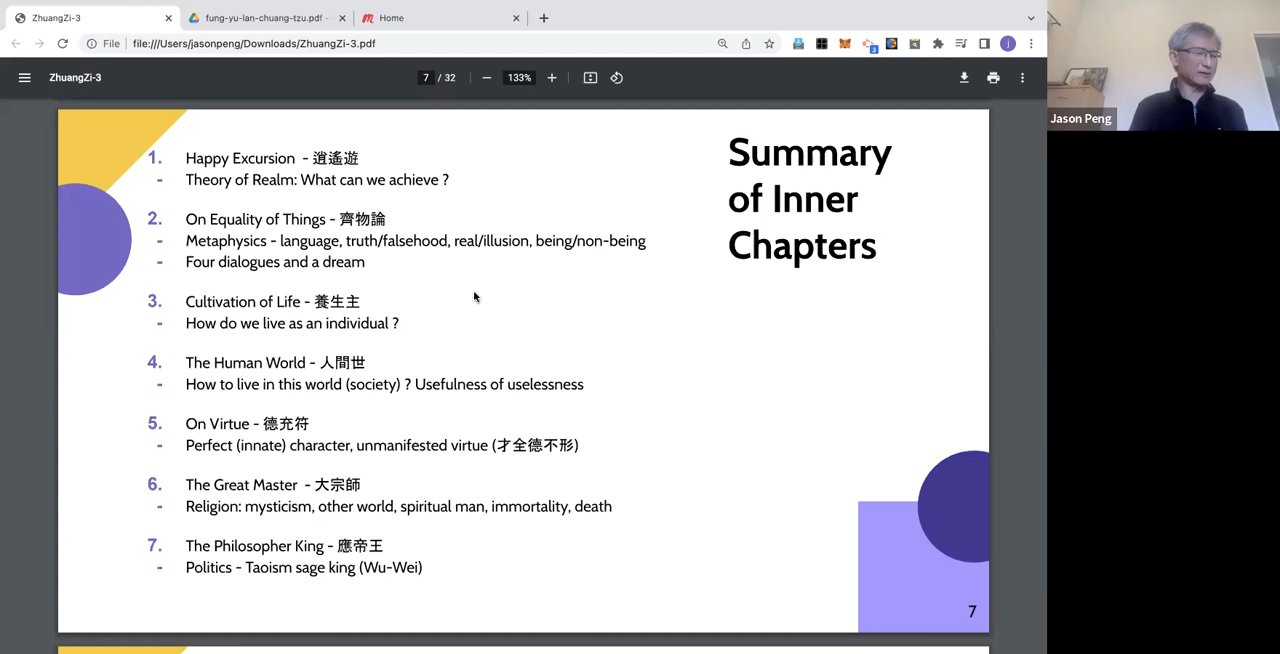 ZhuangZi-3
fung-yu-lan-chuang-tzu.pdf -
Home
File
file:///Users/jasonpeng/Downloads/ZhuangZi-3.pdf
3
j
ZhuangZi-3
7 / 32
133%
Jason Peng
Summary
of Inner
Chapters
1. Happy Excursion - 逍遙遊
- Theory of Realm: What can we achieve ?
2. On Equality of Things - 齊物論
- Metaphysics - language, truth/falsehood, real/illusion, being/non-being
- Four dialogues and a dream
3. Cultivation of Life - 養生主
- How do we live as an individual ?
4. The Human World - 人間世
- How to live in this world (society) ? Usefulness of uselessness
5. On Virtue - 德充符
- Perfect (innate) character, unmanifested virtue (才全德不形)
6. The Great Master - 大宗師
- Religion: mysticism, other world, spiritual man, immortality, death
7. The Philosopher King - 應帝王
- Politics - Taoism sage king (Wu-Wei)
7